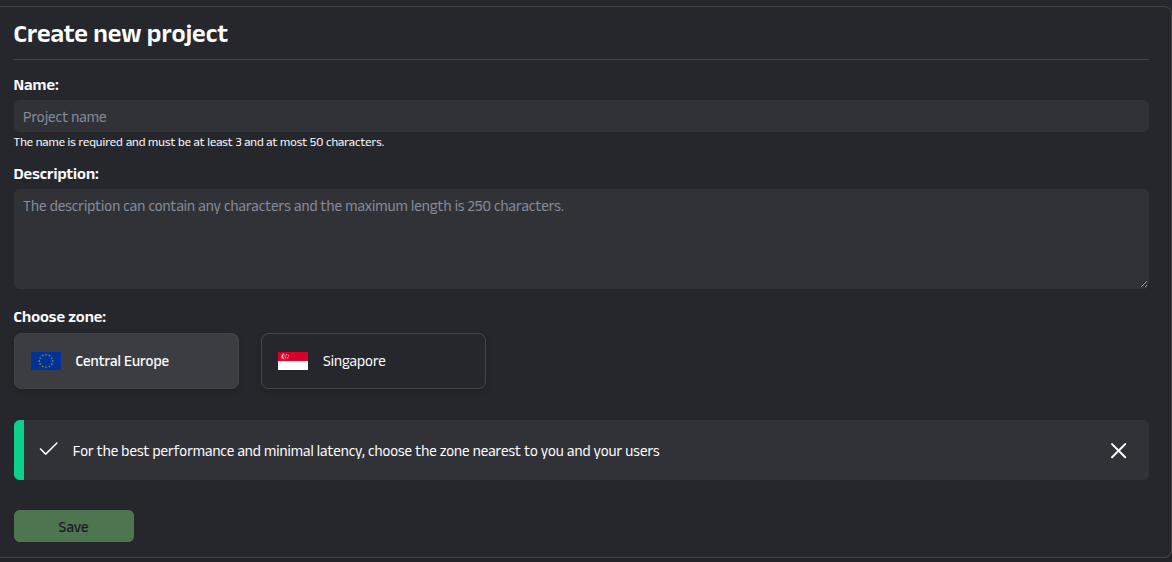 Create new project
Name:
Project name
The name is required and must be at least 3 and at most 50 characters.
Description:
The description can contain any characters and the maximum length is 250 characters.
Choose zone:
Central Europe
Singapore
For the best performance and minimal latency, choose the zone nearest to you and your users
Save